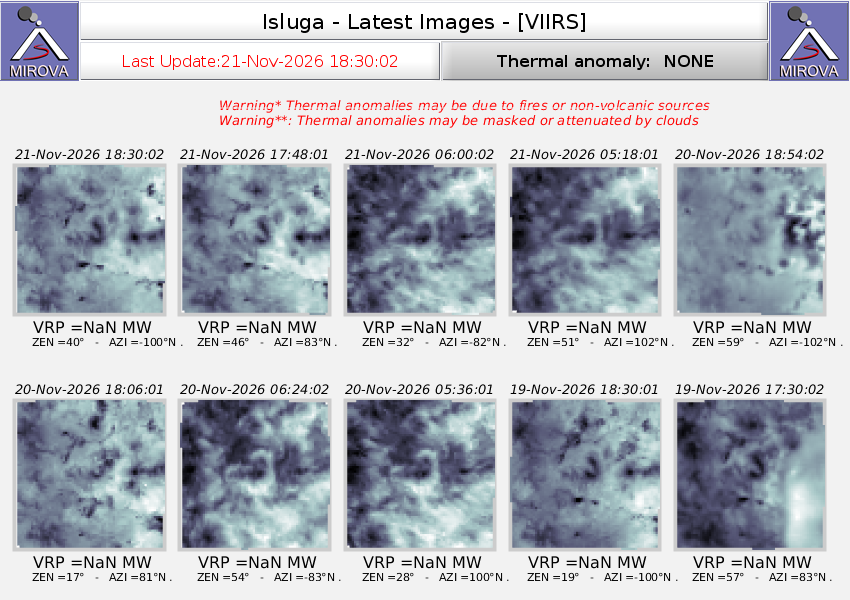 Isluga - Latest Images - [VIIRS]
MIROVA
Last Update:21-Nov-2026 18:30:02
Thermal anomaly: NONE
MIROVA
Warning* Thermal anomalies may be due to fires or non-volcanic sources
Warning**: Thermal anomalies may be masked or attenuated by clouds
21-Nov-2026 18:30:02
21-Nov-2026 17:48:01
21-Nov-2026 06:00:02
21-Nov-2026 05:18:01
20-Nov-2026 18:54:02
VRP =NaN MW
VRP =NaN MW
VRP =NaN MW
VRP =NaN MW
VRP =NaN MW
ZEN =40° - AZI =-100°N .
ZEN =46° - AZI =83°N .
ZEN =32° - AZI =-82°N .
ZEN =51° - AZI =102°N .
ZEN =59° - AZI =-102°N .
20-Nov-2026 18:06:01
20-Nov-2026 06:24:02
20-Nov-2026 05:36:01
19-Nov-2026 18:30:01
19-Nov-2026 17:30:02
VRP =NaN MW
VRP =NaN MW
VRP =NaN MW
VRP =NaN MW
VRP =NaN MW
ZEN =17° - AZI =81°N .
ZEN =54° - AZI =-83°N .
ZEN =28° - AZI =100°N .
ZEN =19° - AZI =-100°N .
ZEN =57° - AZI =83°N .